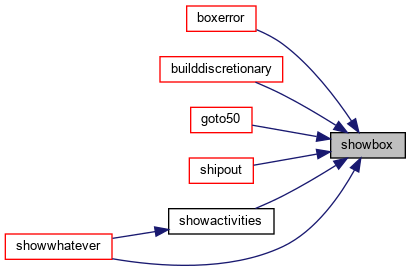 boxerror
builddiscretionary
goto50
showbox
shipout
showactivities
showwhatever